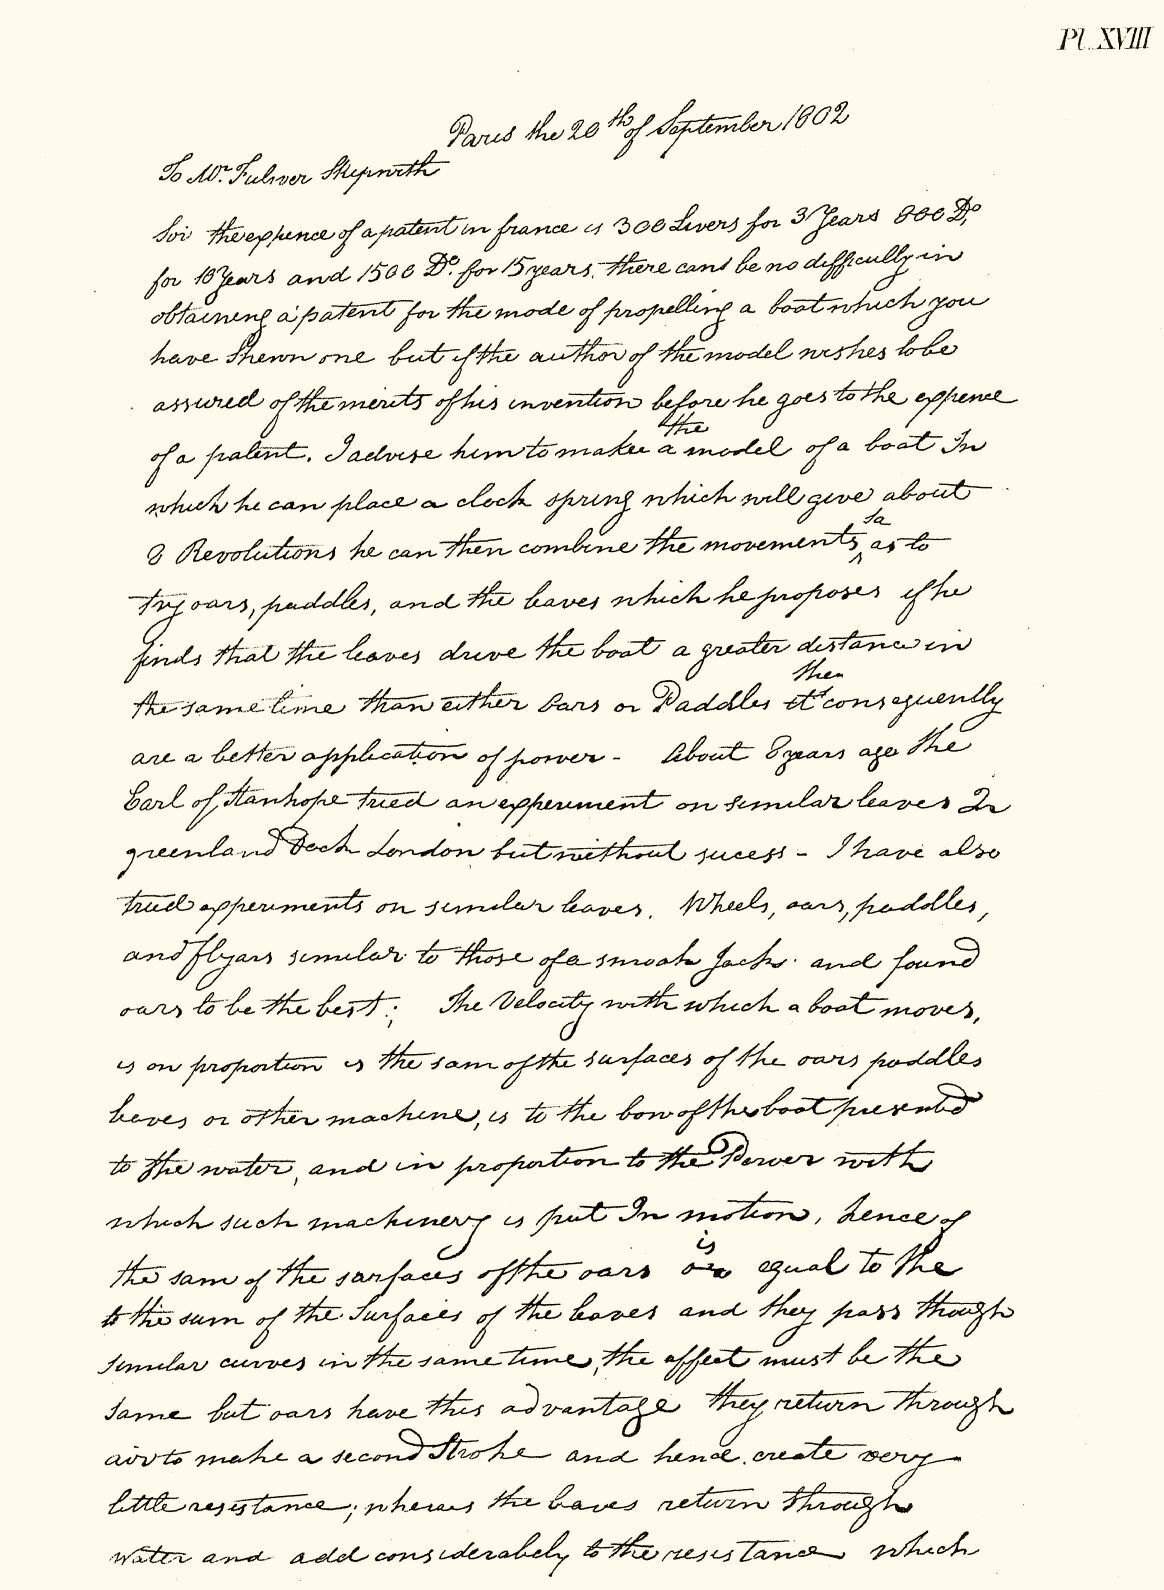 Pl. XVIII
Paris the 20th of September 1802
To Mr. Fulwer Skipwith
Sir the expence of a patent in france is 300 Livers for 3 Years 800 Do.
for 10 Years and 1500 Do. for 15 years. there cant be no difficully in
obtaining a patent for the mode of propelling a boat which you
have Shewn one but if the author of the model wishes to be
assured of the merits of his invention before he goes to the expence
the
of a patent. I advise him to make a model of a boat In
which he can place a clock spring which will give about
so
8 Revolutions he can then combine the movements, as to
try oars, paddles, and the leaves which he proposes if he
finds that the leaves drive the boat a greater distance in
then
the same time than either Oars or Paddles it consequently
are a better application of power - About 8 years ago the
Earl of Stanhope tried an experiment on similar leaves In
greenland Dock London but without sucess - I have also
tried experiments on similar leaves. Wheels, oars, paddles,
and flyars similar to those of a smoak Jack. and found
oars to be the best; The Velocity with which a boat moves,
is on proportion is the sam of the surfaces of the oars paddles
leaves or other machine, is to the bow of the boat presented
to the water, and in proportion to the Power with
which such machinery is put In motion, hence if
is
the sam of the sarfaces of the oars are equal to the
to the sum of the Surfaces of the leaves and they pass though
similar curves in the same time, the affect must be the
same but oars have this advantage they return through
air to make a second Stroke and hence create very
little resistance; wheras the leaves return through
water and add considerabely to the resistance which